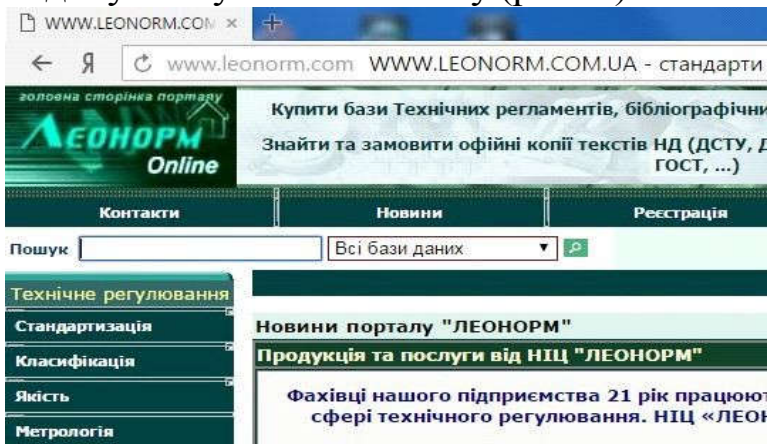 WWW.LEONORM.COM ×
Я www.leonorm.com WWW.LEONORM.COM.UA - стандарти
головна сторінка порталу
ЛЕОНОРМ
Online
Купити бази Технічних регламентів, бібліографічни
Знайти та замовити офіційні копії текстів НД (ДСТУ, Д
ГОСТ, ...)
Контакти Новини Реєстрація
Пошук Всі бази даних
Технічне регулювання
Стандартизація
Класифікація
Якість
Метрологія
Новини порталу "ЛЕОНОРМ"
Продукція та послуги від НІЦ "ЛЕОНОРМ"
Фахівці нашого підприємства 21 рік працюют
сфері технічного регулювання. НІЦ «ЛЕОН